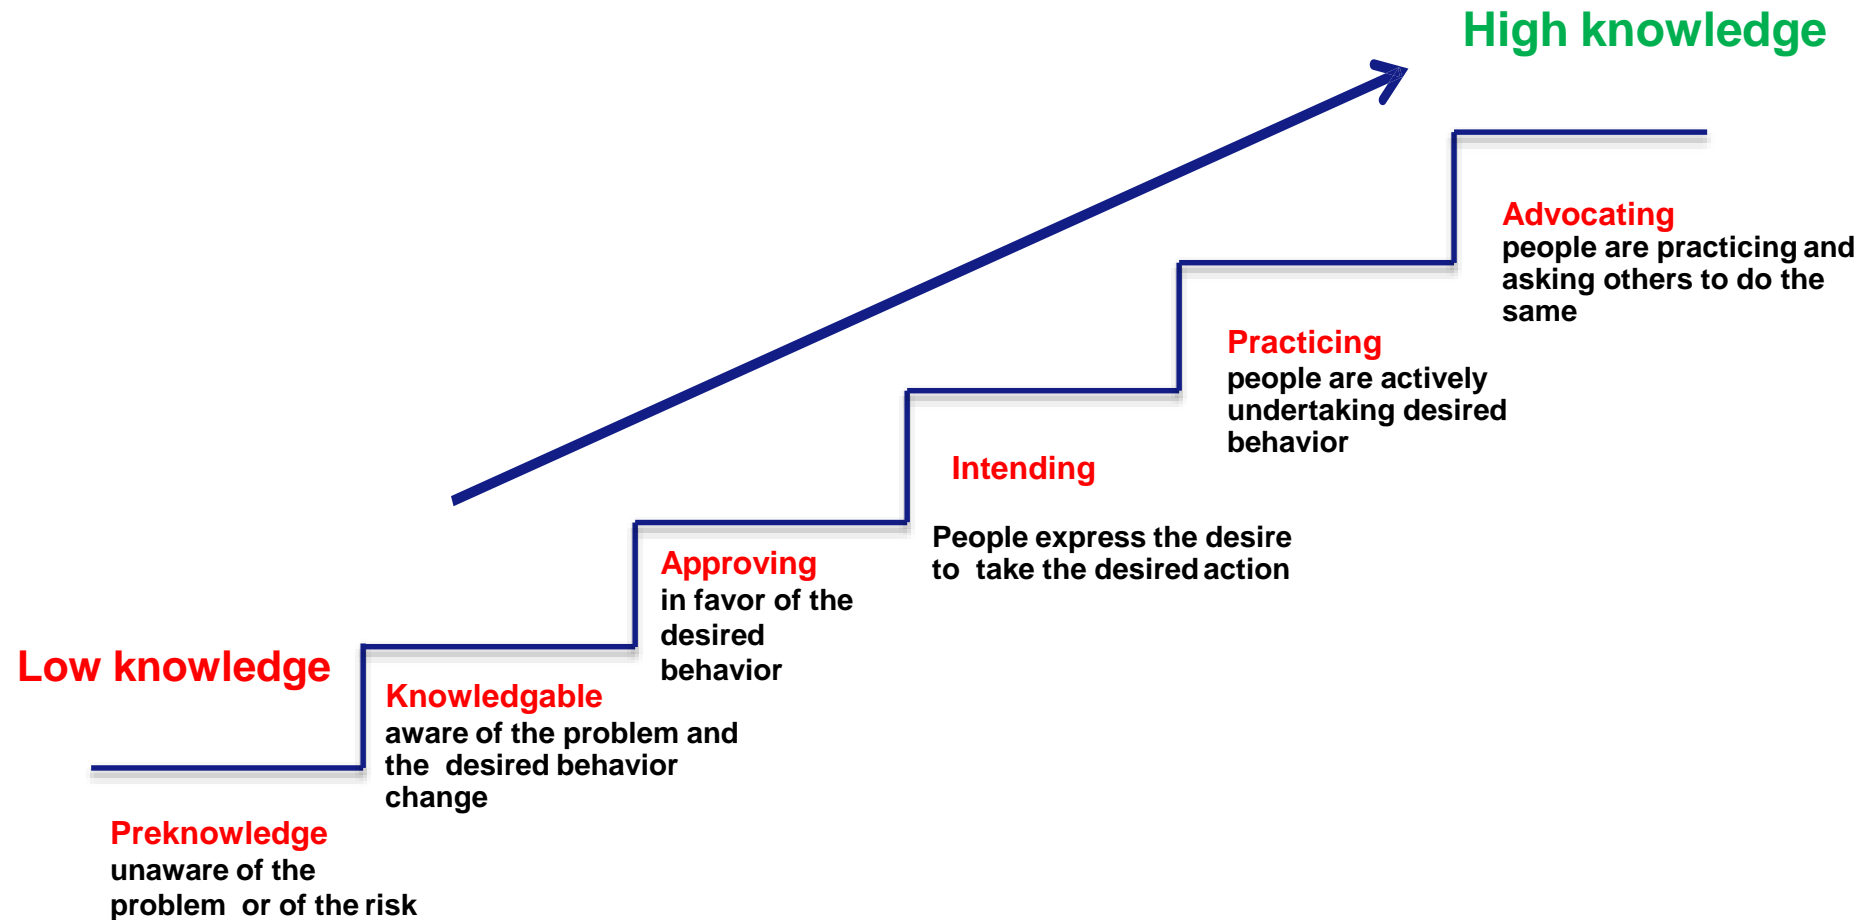 High knowledge
Advocating
people are practicing and
asking others to do the
same
Practicing
people are actively
undertaking desired
behavior
Intending
People express the desire
to take the desired action
Approving
in favor of the
desired
behavior
Low knowledge
Knowledgable
aware of the problem and
the desired behavior
change
Preknowledge
unaware of the
problem or of the risk